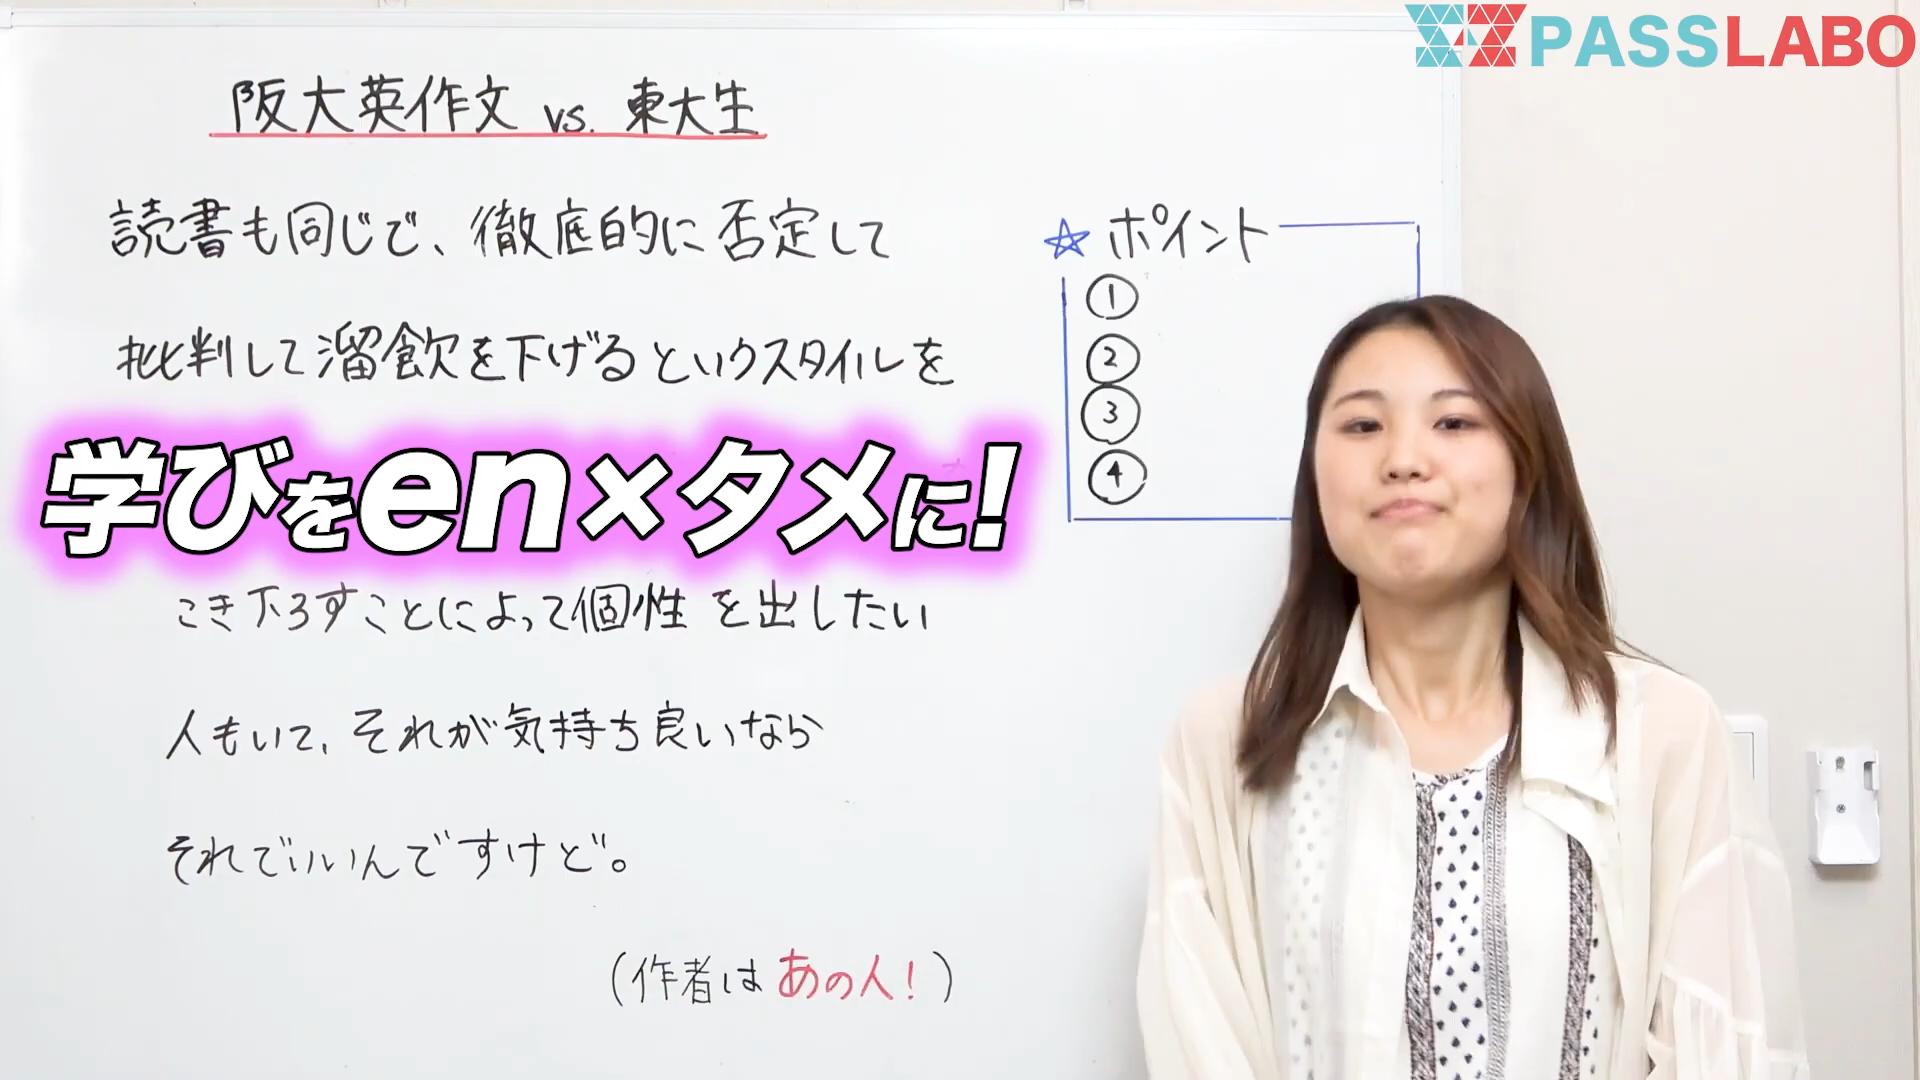 PASSLABO
阪大英作文 vs. 東大生
読書も同じで、徹底的に否定して
批判して溜飲を下げるというスタイルを
学びをen×タメに!
こき下ろすことによって個性を出したい
人もいて、それが気持ち良いなら
それでいいんですけど。
(作者はあの人!)
☆ ポイント
①
②
③
④